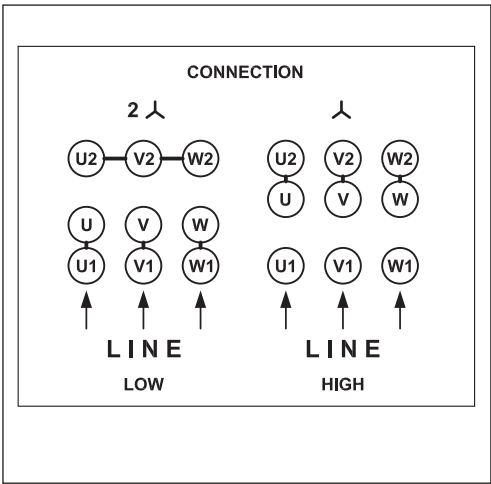 CONNECTION
2
U2 V2 W2 U2 V2 W2
U V W
U V W
U1 V1 W1 U1 V1 W1
LINE LINE
LOW HIGH